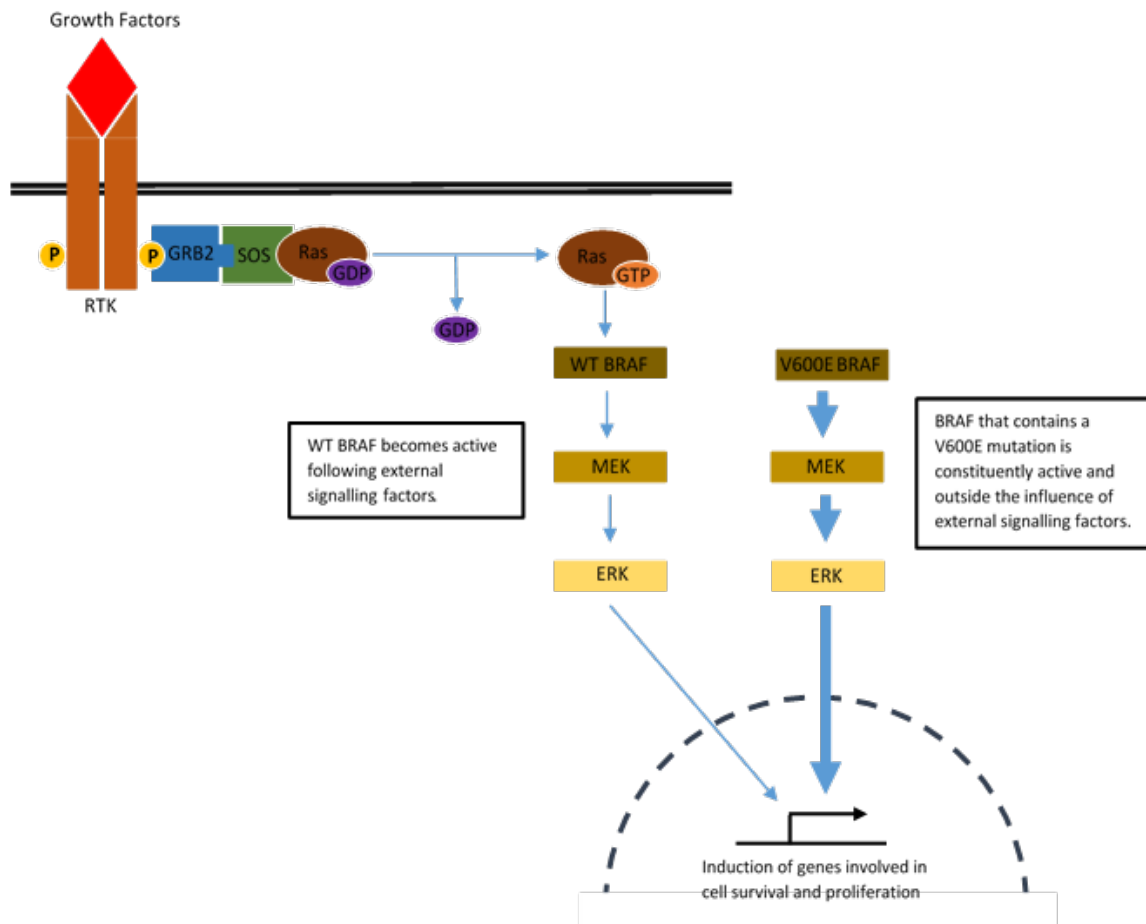 Growth Factors
P
P
GRB2
SOS
Ras
GDP
Ras
GTP
RTK
GDP
WT BRAF
V600E BRAF
WT BRAF becomes active
following external
signalling factors.
BRAF that contains a
V600E mutation is
constituently active and
outside the influence of
external signalling factors.
MEK
MEK
ERK
ERK
Induction of genes involved in
cell survival and proliferation